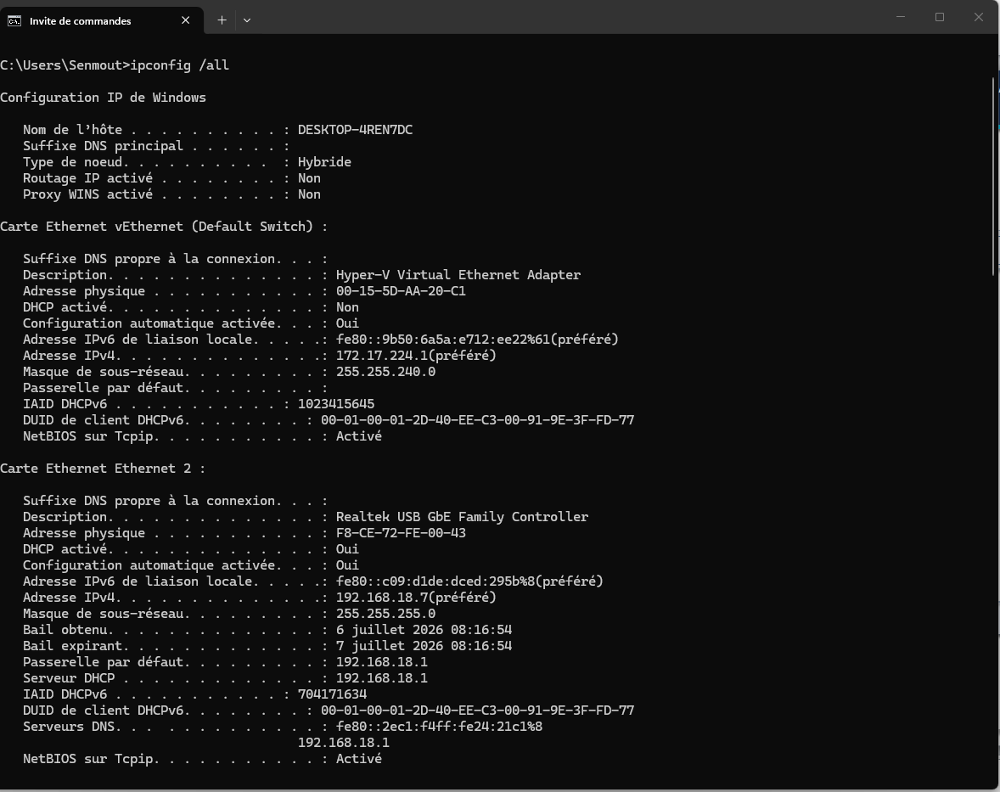 Invite de commandes
C:\Users\Senmout>ipconfig /all
Configuration IP de Windows
Nom de l’hôte . . . . . . . . . . : DESKTOP-4REN7DC
Suffixe DNS principal . . . . . . :
Type de noeud. . . . . . . . . .  : Hybride
Routage IP activé . . . . . . . . : Non
Proxy WINS activé . . . . . . . . : Non
Carte Ethernet vEthernet (Default Switch) :
Suffixe DNS propre à la connexion. . . :
Description. . . . . . . . . . . . . . : Hyper-V Virtual Ethernet Adapter
Adresse physique . . . . . . . . . . . : 00-15-5D-AA-20-C1
DHCP activé. . . . . . . . . . . . . . : Non
Configuration automatique activée. . . : Oui
Adresse IPv6 de liaison locale. . . . .: fe80::9b50:6a5a:e712:ee22%61(préféré)
Adresse IPv4. . . . . . . . . . . . . .: 172.17.224.1(préféré)
Masque de sous-réseau. . . . . . . . . : 255.255.240.0
Passerelle par défaut. . . . . . . . . :
IAID DHCPv6 . . . . . . . . . . . : 1023415645
DUID de client DHCPv6. . . . . . . . : 00-01-00-01-2D-40-EE-C3-00-91-9E-3F-FD-77
NetBIOS sur Tcpip. . . . . . . . . . . : Activé
Carte Ethernet Ethernet 2 :
Suffixe DNS propre à la connexion. . . :
Description. . . . . . . . . . . . . . : Realtek USB GbE Family Controller
Adresse physique . . . . . . . . . . . : F8-CE-72-FE-00-43
DHCP activé. . . . . . . . . . . . . . : Oui
Configuration automatique activée. . . : Oui
Adresse IPv6 de liaison locale. . . . .: fe80::c09:d1de:dced:295b%8(préféré)
Adresse IPv4. . . . . . . . . . . . . .: 192.168.18.7(préféré)
Masque de sous-réseau. . . . . . . . . : 255.255.255.0
Bail obtenu. . . . . . . . . . . . . . : 6 juillet 2026 08:16:54
Bail expirant. . . . . . . . . . . . . : 7 juillet 2026 08:16:54
Passerelle par défaut. . . . . . . . . : 192.168.18.1
Serveur DHCP . . . . . . . . . . . . . : 192.168.18.1
IAID DHCPv6 . . . . . . . . . . . : 704171634
DUID de client DHCPv6. . . . . . . . : 00-01-00-01-2D-40-EE-C3-00-91-9E-3F-FD-77
Serveurs DNS. . .  . . . . . . . . . . : fe80::2ec1:f4ff:fe24:21c1%8
192.168.18.1
NetBIOS sur Tcpip. . . . . . . . . . . : Activé